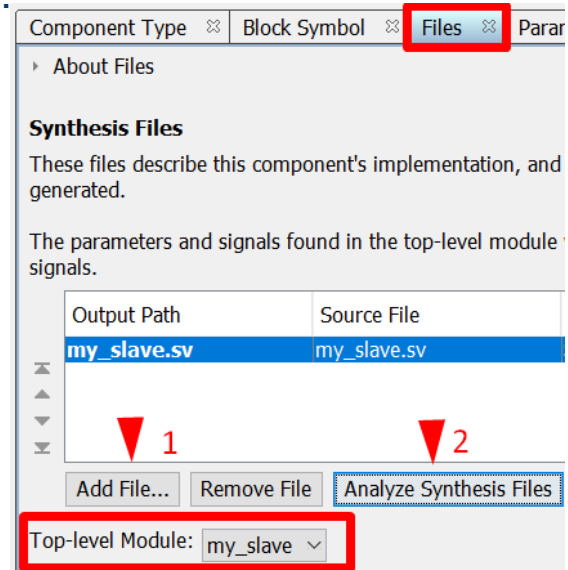 Component Type Block Symbol Files Parar
About Files
Synthesis Files
These files describe this component's implementation, and
generated.
The parameters and signals found in the top-level module
signals.
Output Path Source File
my_slave.sv my_slave.sv
1 2
Add File... Remove File Analyze Synthesis Files
Top-level Module: my_slave